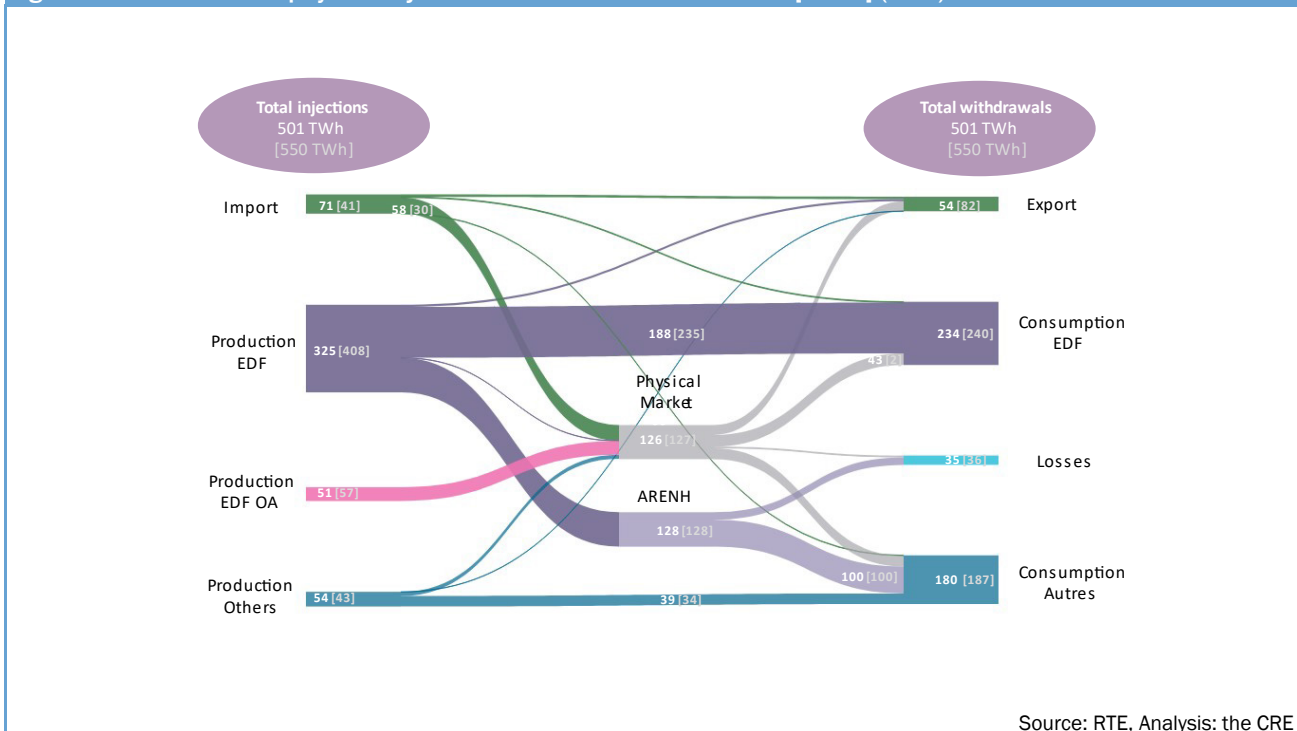 Total injections
501 TWh
[550 TWh]
Total withdrawals
501 TWh
[550 TWh]
Import
71 [41]
58 [30]
54 [82]
Export
Production
EDF
325 [408]
188 [235]
234 [240]
Consumption
EDF
43 [2]
Physical
Market
126 [127]
Production
EDF OA
51 [57]
35 [36]
Losses
ARENH
128 [128]
100 [100]
Production
Others
54 [43]
39 [34]
180 [187]
Consumption
Autres
Source: RTE, Analysis: the CRE